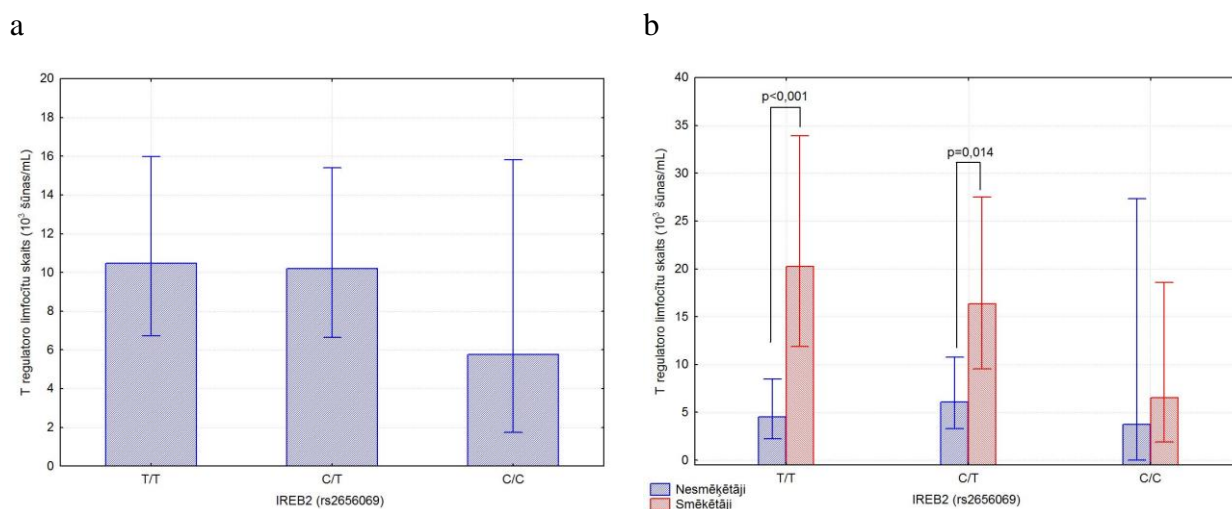 a
b
T regulatoro limfocītu skaits (10³ šūnas/mL)
20
18
16
14
12
10
8
6
4
2
0
T/T
C/T
C/C
IREB2 (rs2656069)
T regulatoro limfocītu skaits (10³ šūnas/mL)
40
35
30
25
20
15
10
5
0
p<0,001
p=0,014
T/T
C/T
C/C
IREB2 (rs2656069)
Nesmēķētāji
Smēķētāji